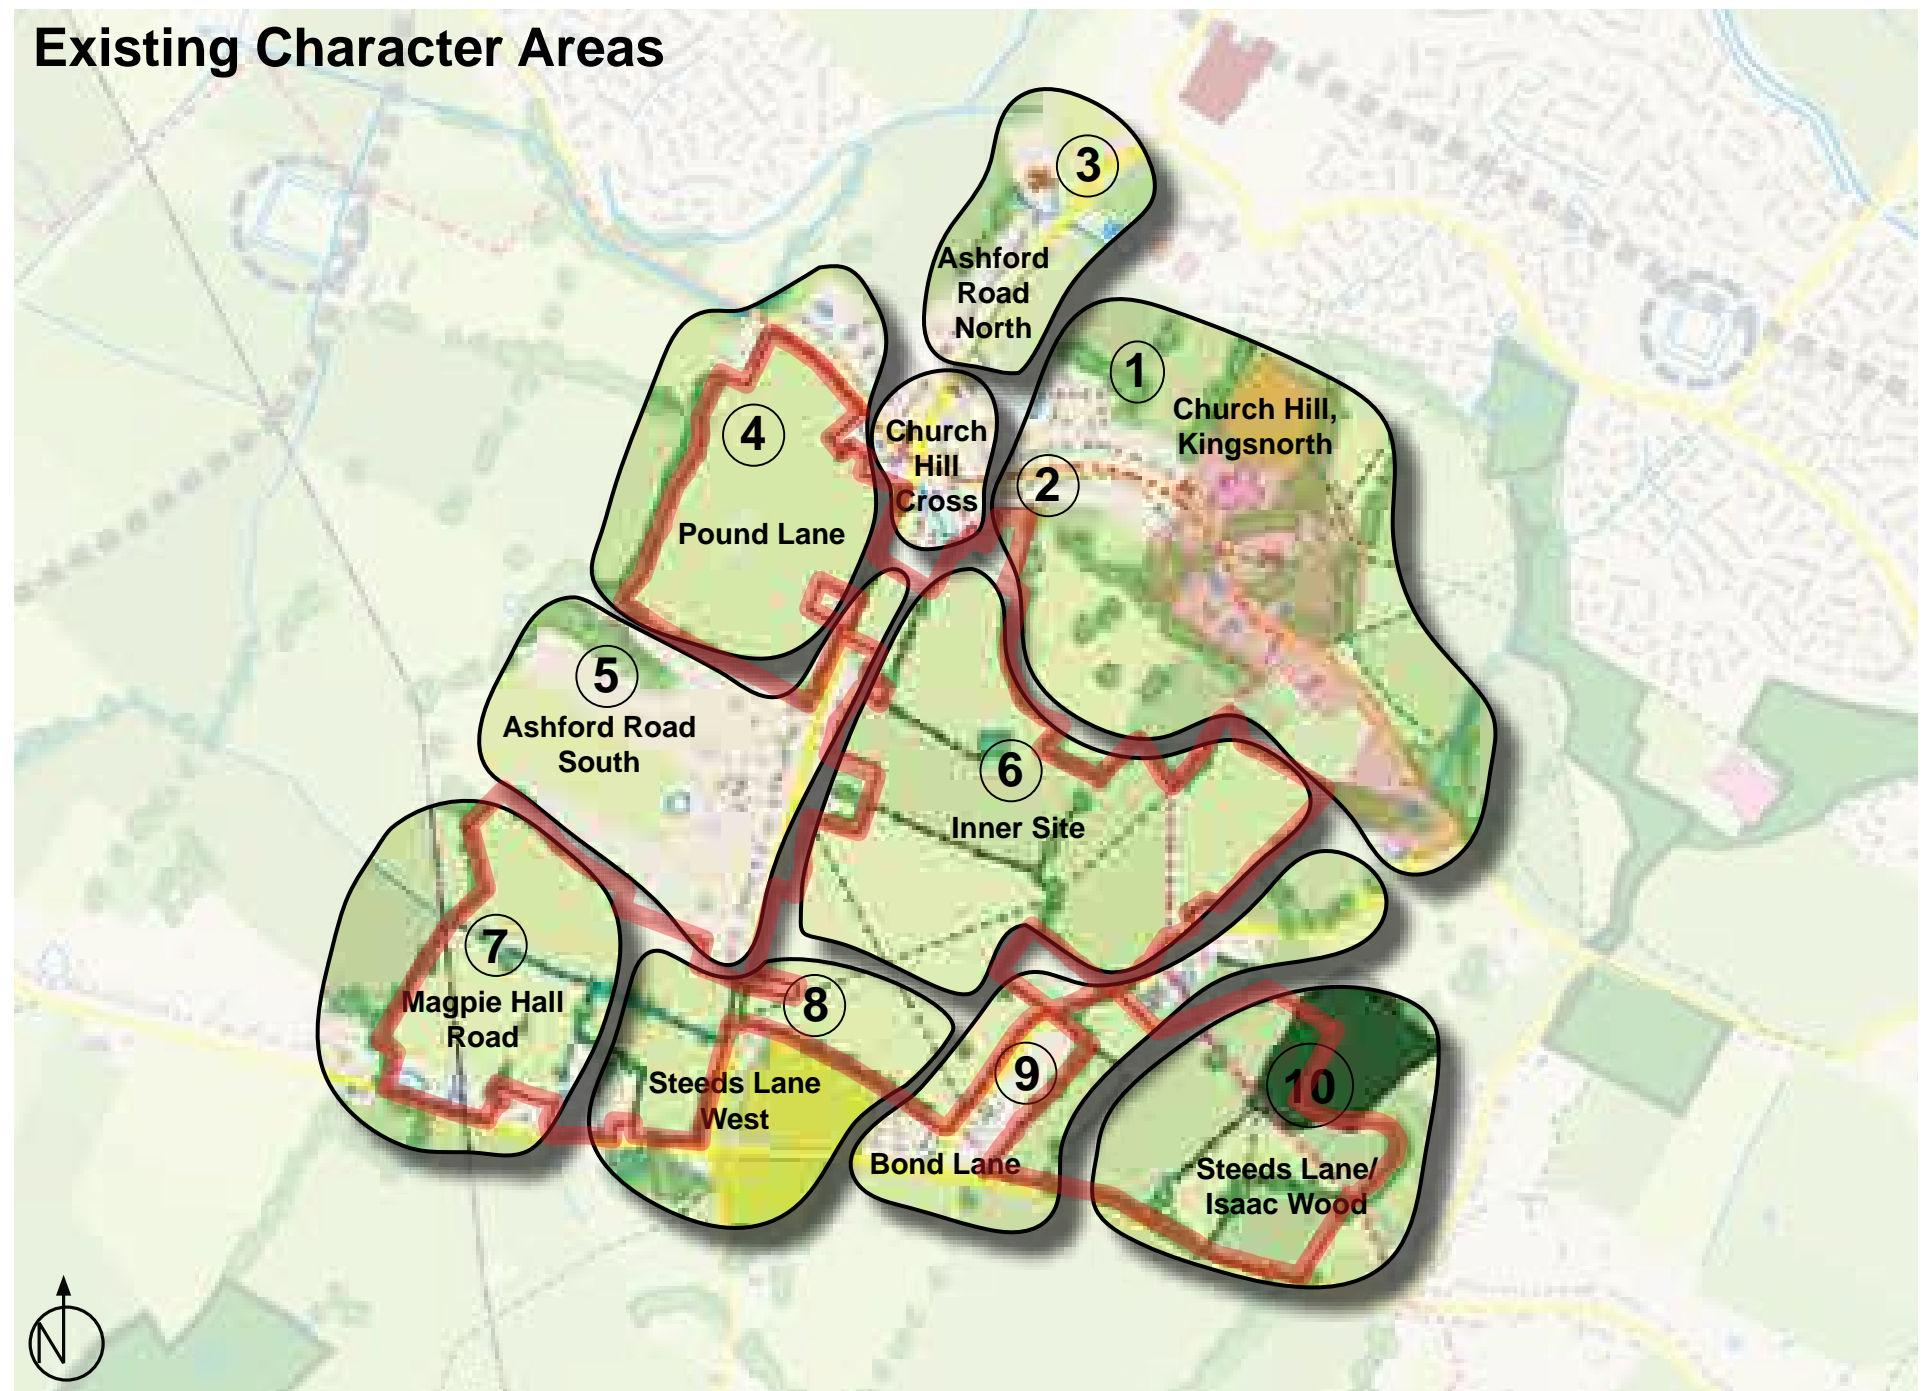 Existing Character Areas
3
Ashford
Road
North
1
Church Hill,
Kingsnorth
Church
Hill
Cross
2
4
Pound Lane
5
Ashford Road
South
6
Inner Site
7
Magpie Hall
Road
8
Steeds Lane
West
9
Bond Lane
10
Steeds Lane/
Isaac Wood
N